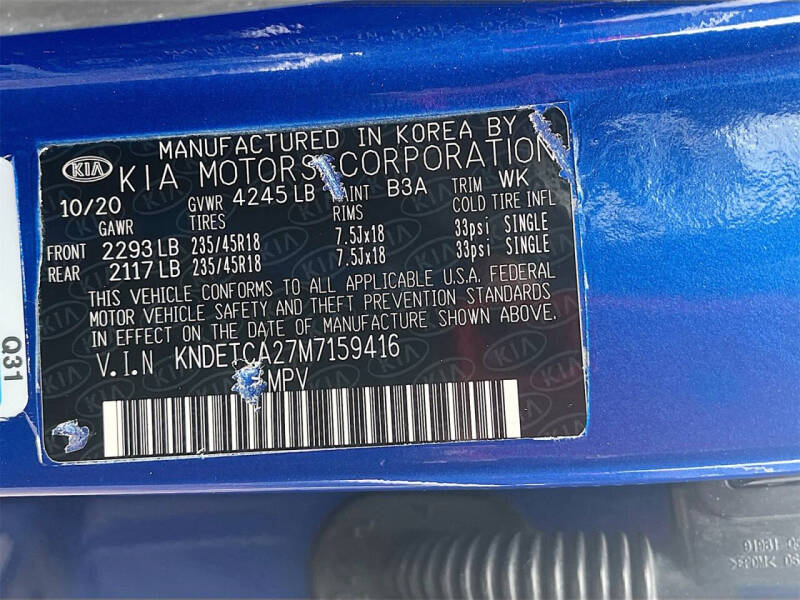 MANUFACTURED IN KOREA BY
KIA KIA MOTORS CORPORATION
10/20 GVWR 4245 LB PAINT B3A TRIM WK
GAWR TIRES RIMS COLD TIRE INFL
FRONT 2293 LB 235/45R18 7.5Jx18 33psi SINGLE
REAR 2117 LB 235/45R18 7.5Jx18 33psi SINGLE
THIS VEHICLE CONFORMS TO ALL APPLICABLE U.S.A. FEDERAL
MOTOR VEHICLE SAFETY AND THEFT PREVENTION STANDARDS
IN EFFECT ON THE DATE OF MANUFACTURE SHOWN ABOVE.
V.I.N KNDETCA27M7159416
MPV
Q31